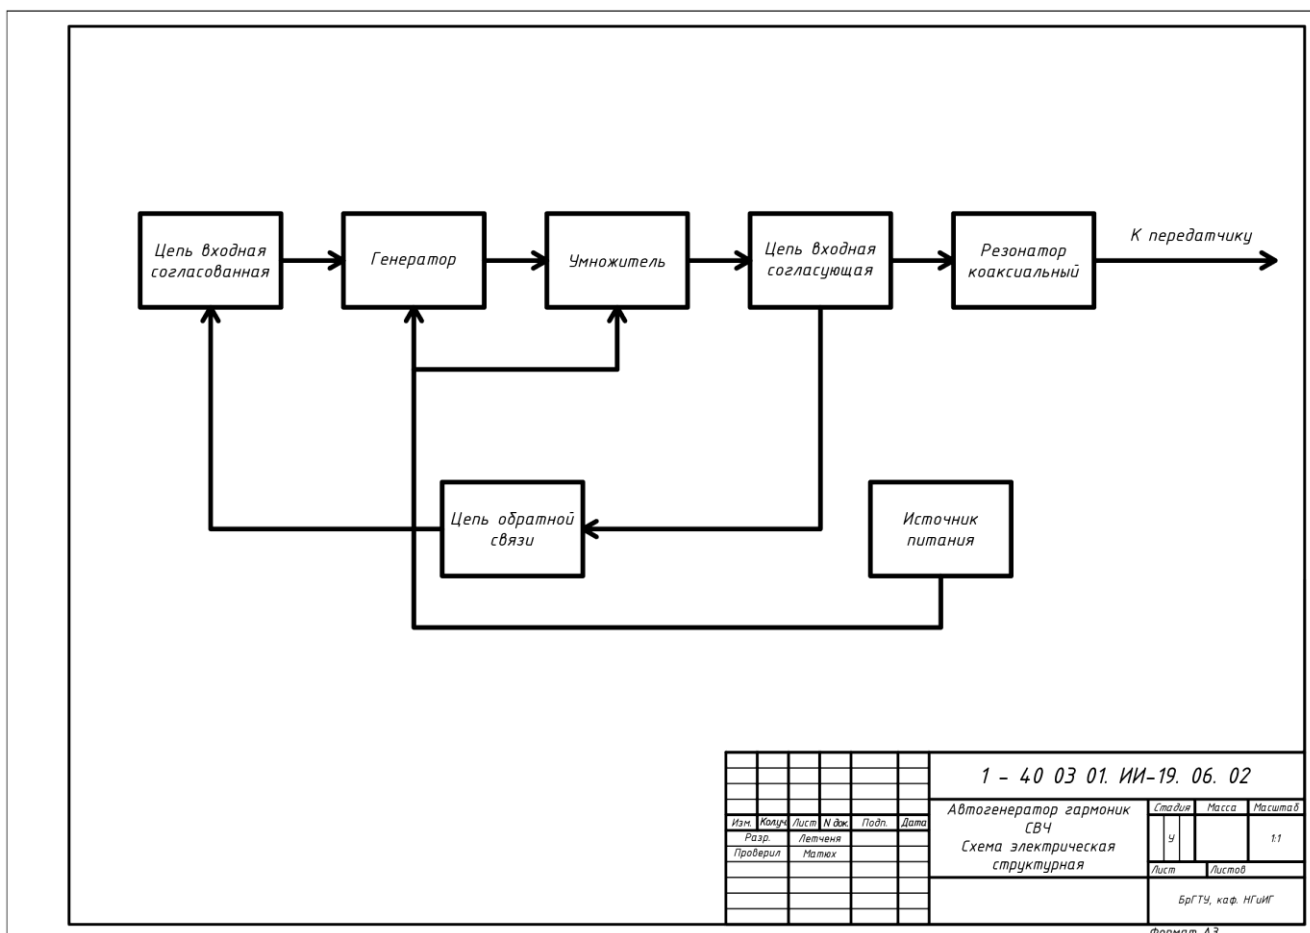 Цепь входная
согласованная
Генератор
Умножитель
Цепь входная
согласующая
Резонатор
коаксиальный
К передатчику
Цепь обратной
связи
Источник
питания
1 - 40 03 01. ИИ-19. 06. 02
Автогенератор гармоник
СВЧ
Схема электрическая
структурная
Стадия Масса Масштаб
У 1:1
Лист Листов
БрГТУ, каф. НГиИГ
Изм. Колуч Лист N док. Подп. Дата
Разр. Летченя
Проверил Матюх
Формат А3